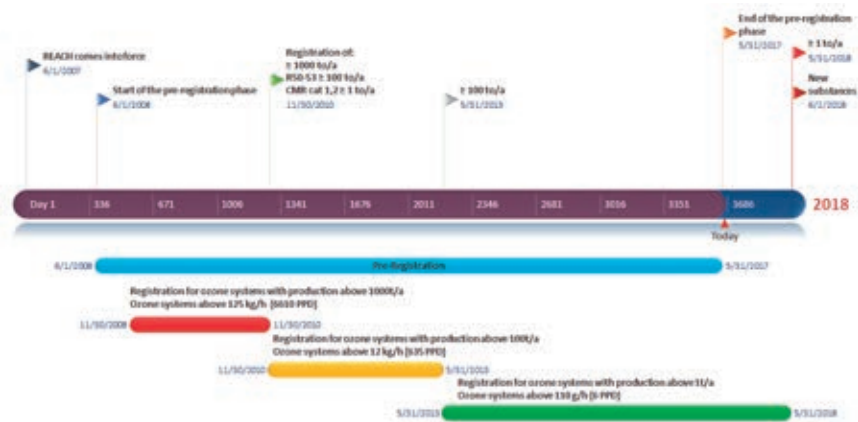 REACH comes into force
6/1/2007
Start of the pre-registration phase
6/1/2008
Registration of:
≥ 1000 to/a
R50-53 ≥ 100 to/a
CMR cat 1,2 ≥ 1 to/a
11/30/2010
≥ 100 to/a
5/31/2013
End of the pre-registration
phase
5/31/2017
≥ 1 to/a
5/31/2018
New
substances
6/1/2018
Day 1 336 671 1006 1341 1676 2011 2346 2681 3016 3351 3686 2018
Today
6/1/2008 Pre-Registration 5/31/2017
Registration for ozone systems with production above 1000t/a
Ozone systems above 125 kg/h (6610 PPD)
11/30/2008 11/30/2010
Registration for ozone systems with production above 100t/a
Ozone systems above 12 kg/h (635 PPD)
11/30/2010 5/31/2013
Registration for ozone systems with production above 1t/a
Ozone systems above 110 g/h (6 PPD)
5/31/2013 5/31/2018